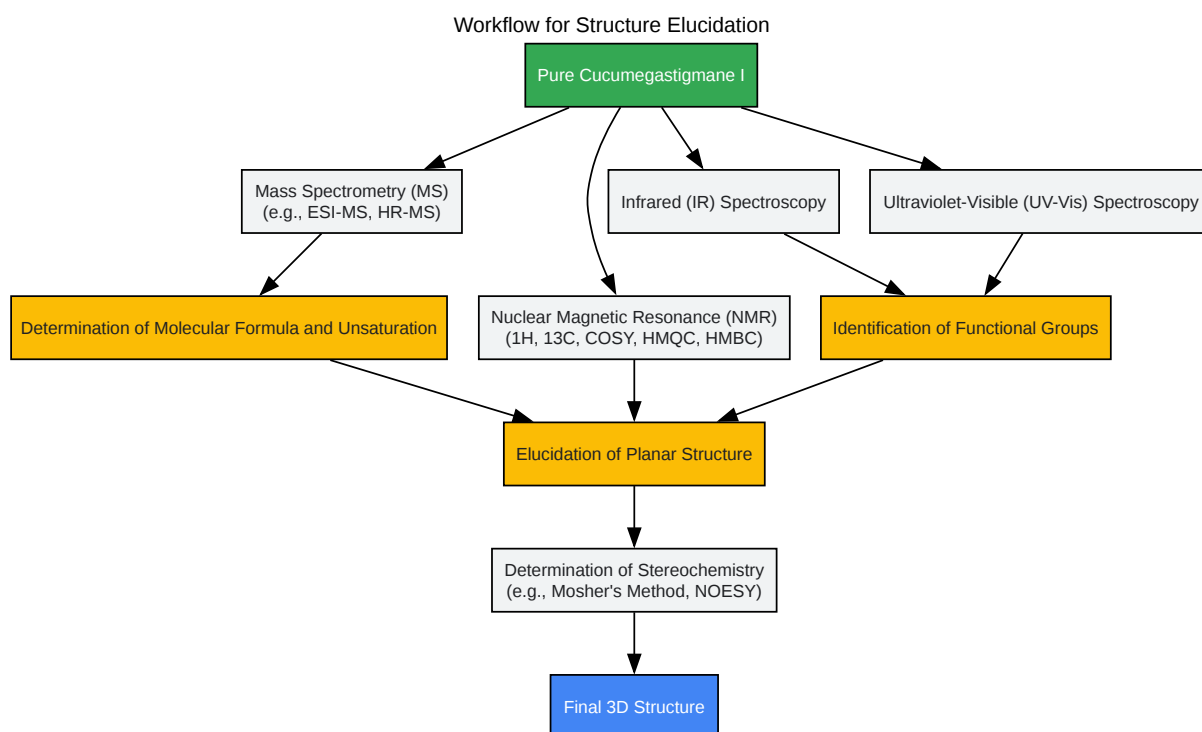 Workflow for Structure Elucidation
Pure Cucumegastigmane I
Mass Spectrometry (MS)
(e.g., ESI-MS, HR-MS)
Infrared (IR) Spectroscopy
Ultraviolet-Visible (UV-Vis) Spectroscopy
Determination of Molecular Formula and Unsaturation
Nuclear Magnetic Resonance (NMR)
(1H, 13C, COSY, HMQC, HMBC)
Identification of Functional Groups
Elucidation of Planar Structure
Determination of Stereochemistry
(e.g., Mosher's Method, NOESY)
Final 3D Structure